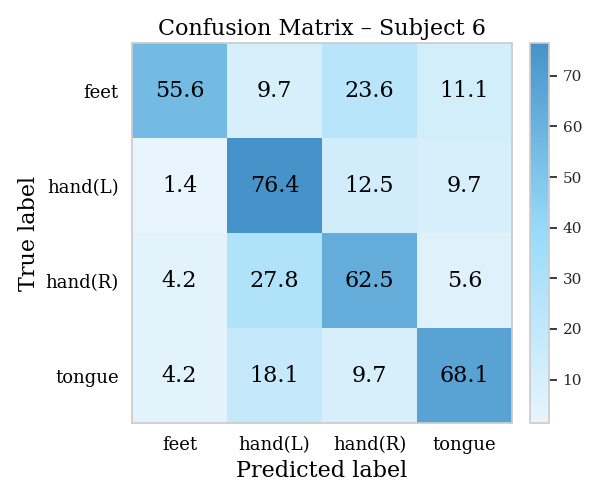 Confusion Matrix – Subject 6
feet 55.6 9.7 23.6 11.1
hand(L) 1.4 76.4 12.5 9.7
hand(R) 4.2 27.8 62.5 5.6
tongue 4.2 18.1 9.7 68.1
feet hand(L) hand(R) tongue
Predicted label
True label
70
60
50
40
30
20
10